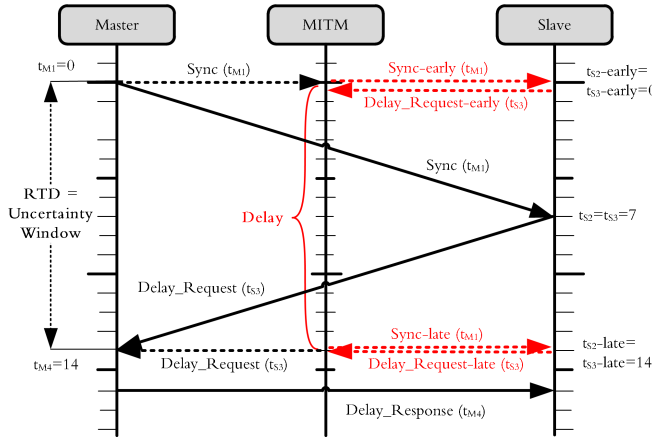 Master
MITM
Slave
tM1=0
Sync (tM1)
Sync-early (tM1)
tS2-early=
tS3-early=0
Delay_Request-early (tS3)
Sync (tM1)
RTD =
Uncertainty
Window
Delay
tS2=tS3=7
Delay_Request (tS3)
Sync-late (tM1)
tS2-late=
tM4=14
Delay_Request (tS3)
Delay_Request-late (tS3)
tS3-late=14
Delay_Response (tM4)